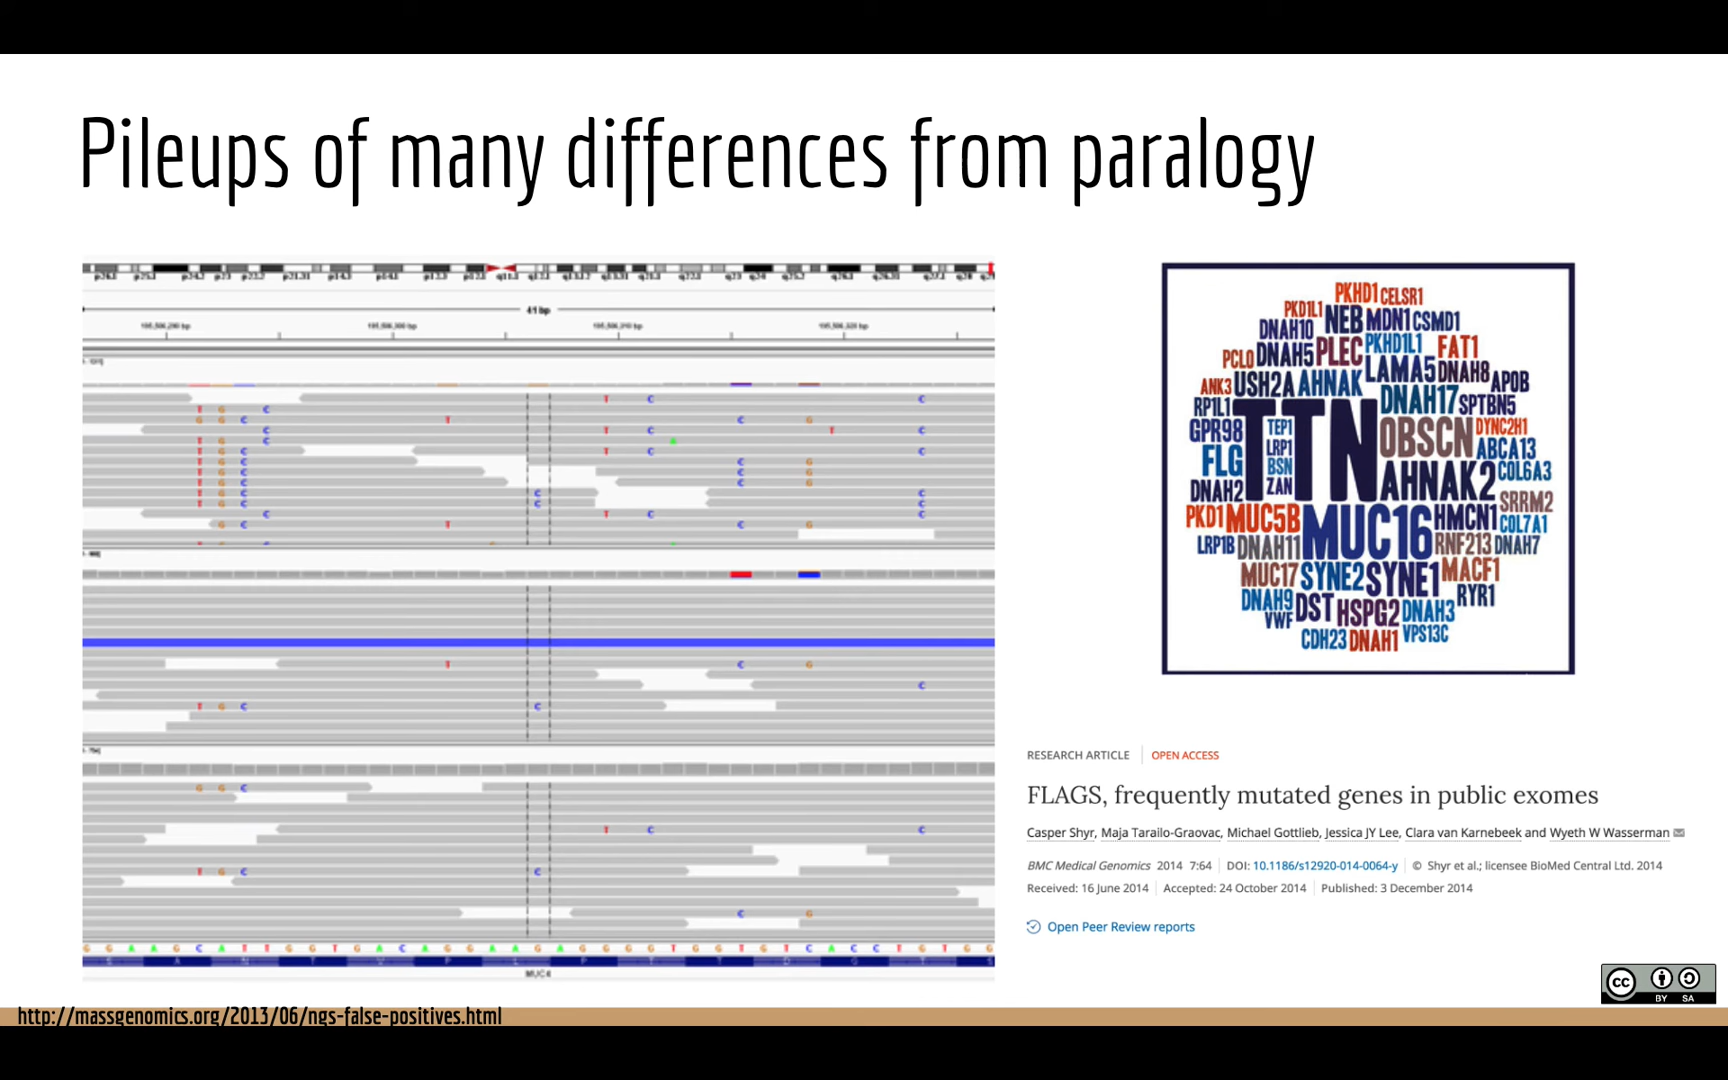 Pileups of many differences from paralogy
41 bp
T C C
T G C
G G C T C G
C T C T C
T G C A
T G C T C C
T G C C G
T G C C G
T G C C G
T G C C C
T G C C C
C T C C
G C T C G
T C G
C
T G C C
G G C
T C C
T G C C
C G
G G A A G C A T T G G T G A C A G G A A G A G G G G T G G T G T C A C C T G T G G
S A N T V P L P T T D G T S
MUC4
PKHD1 CELSR1
PKD1L1 NEB MDN1 CSMD1
DNAH10
PCLO DNAH5 PLEC PKHD1L1 FAT1
ANK3 USH2A AHNAK LAMA5 DNAH8 APOB
RP1L1 DNAH17 SPTBN5
GPR98 TTN TEP1 OBSCN DYNC2H1
LRP1 ABCA13
FLG BSN COL6A3
DNAH2 ZAN AHNAK2
SRRM2
PKD1 MUC5B MUC16 HMCN1 COL7A1
LRP1B DNAH11 RNF213 DNAH7
MUC17 SYNE2 SYNE1 MACF1
DNAH9 DST HSPG2 DNAH3 RYR1
VWF
CDH23 DNAH1 VPS13C
RESEARCH ARTICLE OPEN ACCESS
FLAGS, frequently mutated genes in public exomes
Casper Shyr, Maja Tarailo-Graovac, Michael Gottlieb, Jessica JY Lee, Clara van Karnebeek and Wyeth W Wasserman
BMC Medical Genomics 2014 7:64 DOI: 10.1186/s12920-014-0064-y © Shyr et al.; licensee BioMed Central Ltd. 2014
Received: 16 June 2014 Accepted: 24 October 2014 Published: 3 December 2014
Open Peer Review reports
cc BY SA
http://massgenomics.org/2013/06/ngs-false-positives.html